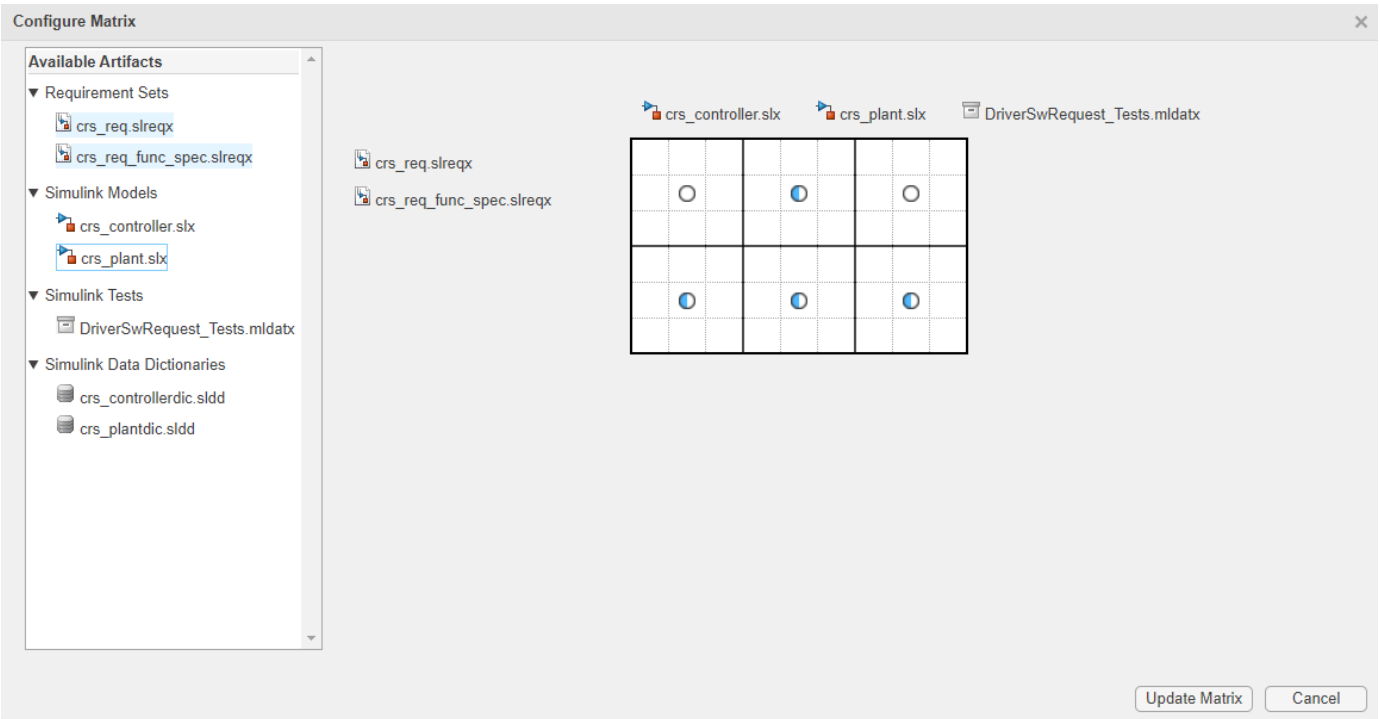 Configure Matrix
Available Artifacts
Requirement Sets
crs_req.slreqx
crs_req_func_spec.slreqx
Simulink Models
crs_controller.slx
crs_plant.slx
Simulink Tests
DriverSwRequest_Tests.mldatx
Simulink Data Dictionaries
crs_controllerdic.sldd
crs_plantdic.sldd
crs_controller.slx crs_plant.slx DriverSwRequest_Tests.mldatx
crs_req.slreqx
crs_req_func_spec.slreqx
Update Matrix Cancel